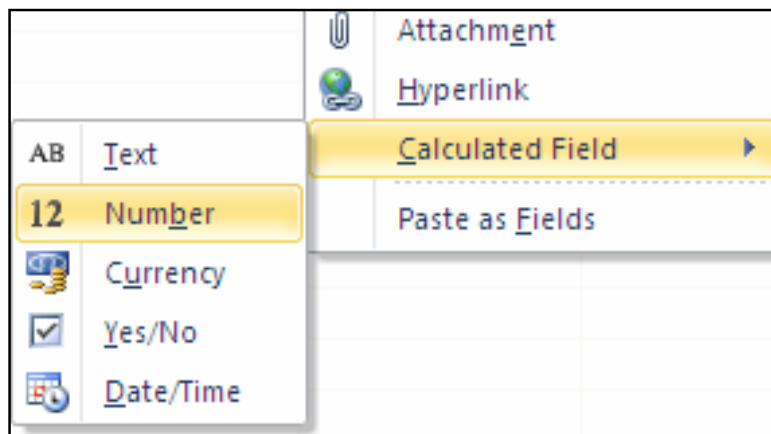 Attachment
Hyperlink
Calculated Field
Paste as Fields
AB Text
12 Number
Currency
Yes/No
Date/Time